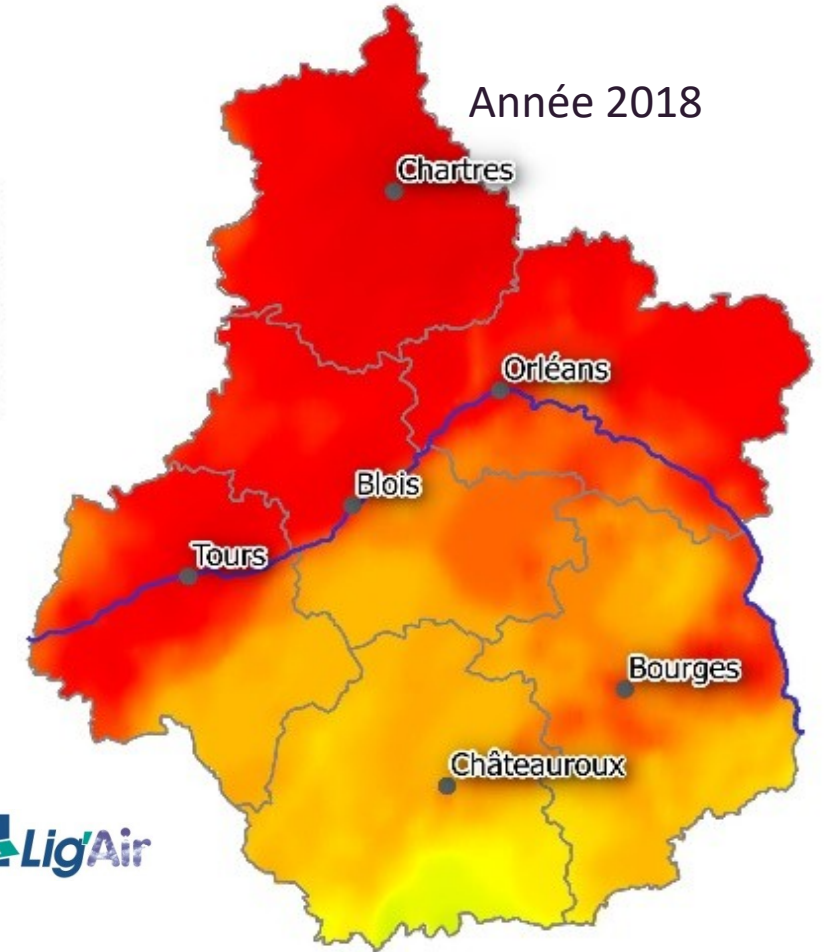 Année 2018
Chartres
Orléans
Blois
Tours
Bourges
Châteauroux
Lig'Air